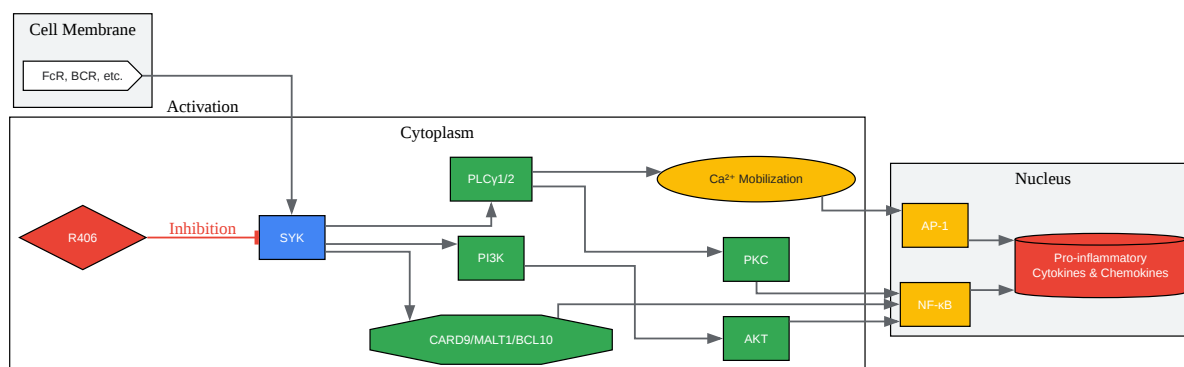 Cell Membrane
FcR, BCR, etc.
Activation
Cytoplasm
PLCγ1/2
Ca²⁺ Mobilization
Nucleus
R406
Inhibition
SYK
PI3K
PKC
AP-1
Pro-inflammatory
Cytokines & Chemokines
NF-κB
CARD9/MALT1/BCL10
AKT